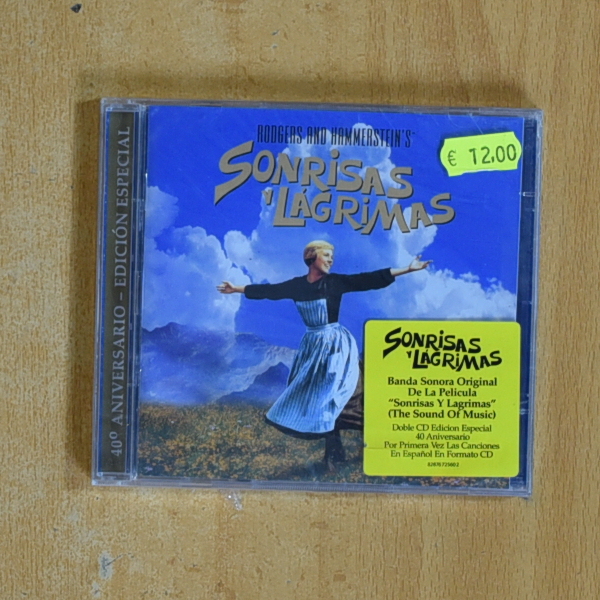 40º ANIVERSARIO – EDICIÓN ESPECIAL
RODGERS AND HAMMERSTEIN'S
SONRISAS
Y LÁGRIMAS
€ 12.00
SONRISAS
Y LÁGRIMAS
Banda Sonora Original
De La Pelicula
"Sonrisas Y Lagrimas"
(The Sound Of Music)
Doble CD Edicion Especial
40 Aniversario
Por Primera Vez Las Canciones
En Español En Formato CD